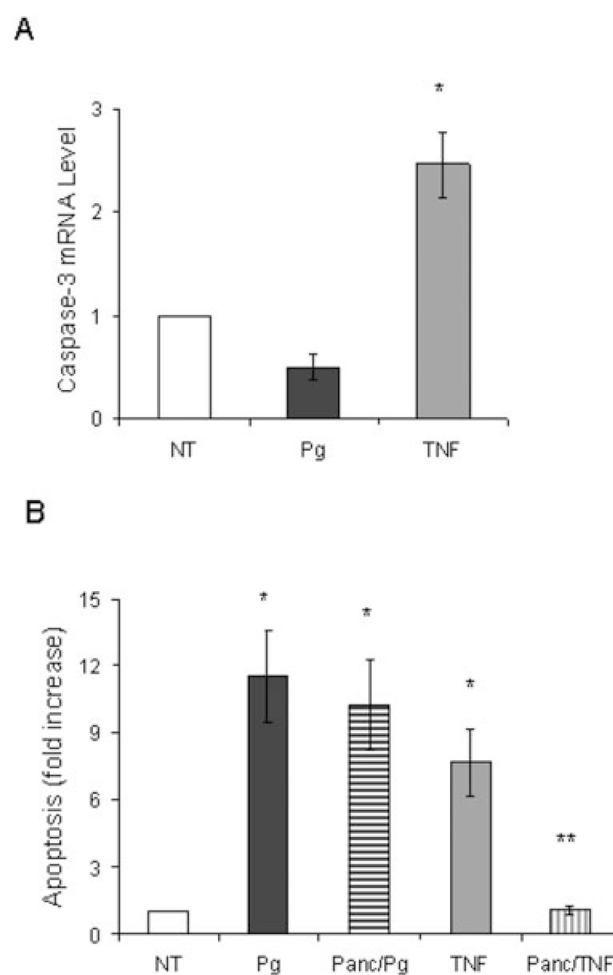 A
*
3
2
1
0
Caspase-3 mRNA Level
NT Pg TNF
B
15
12
9
6
3
0
Apoptosis (fold increase)
* * * **
NT Pg Panc/Pg TNF Panc/TNF